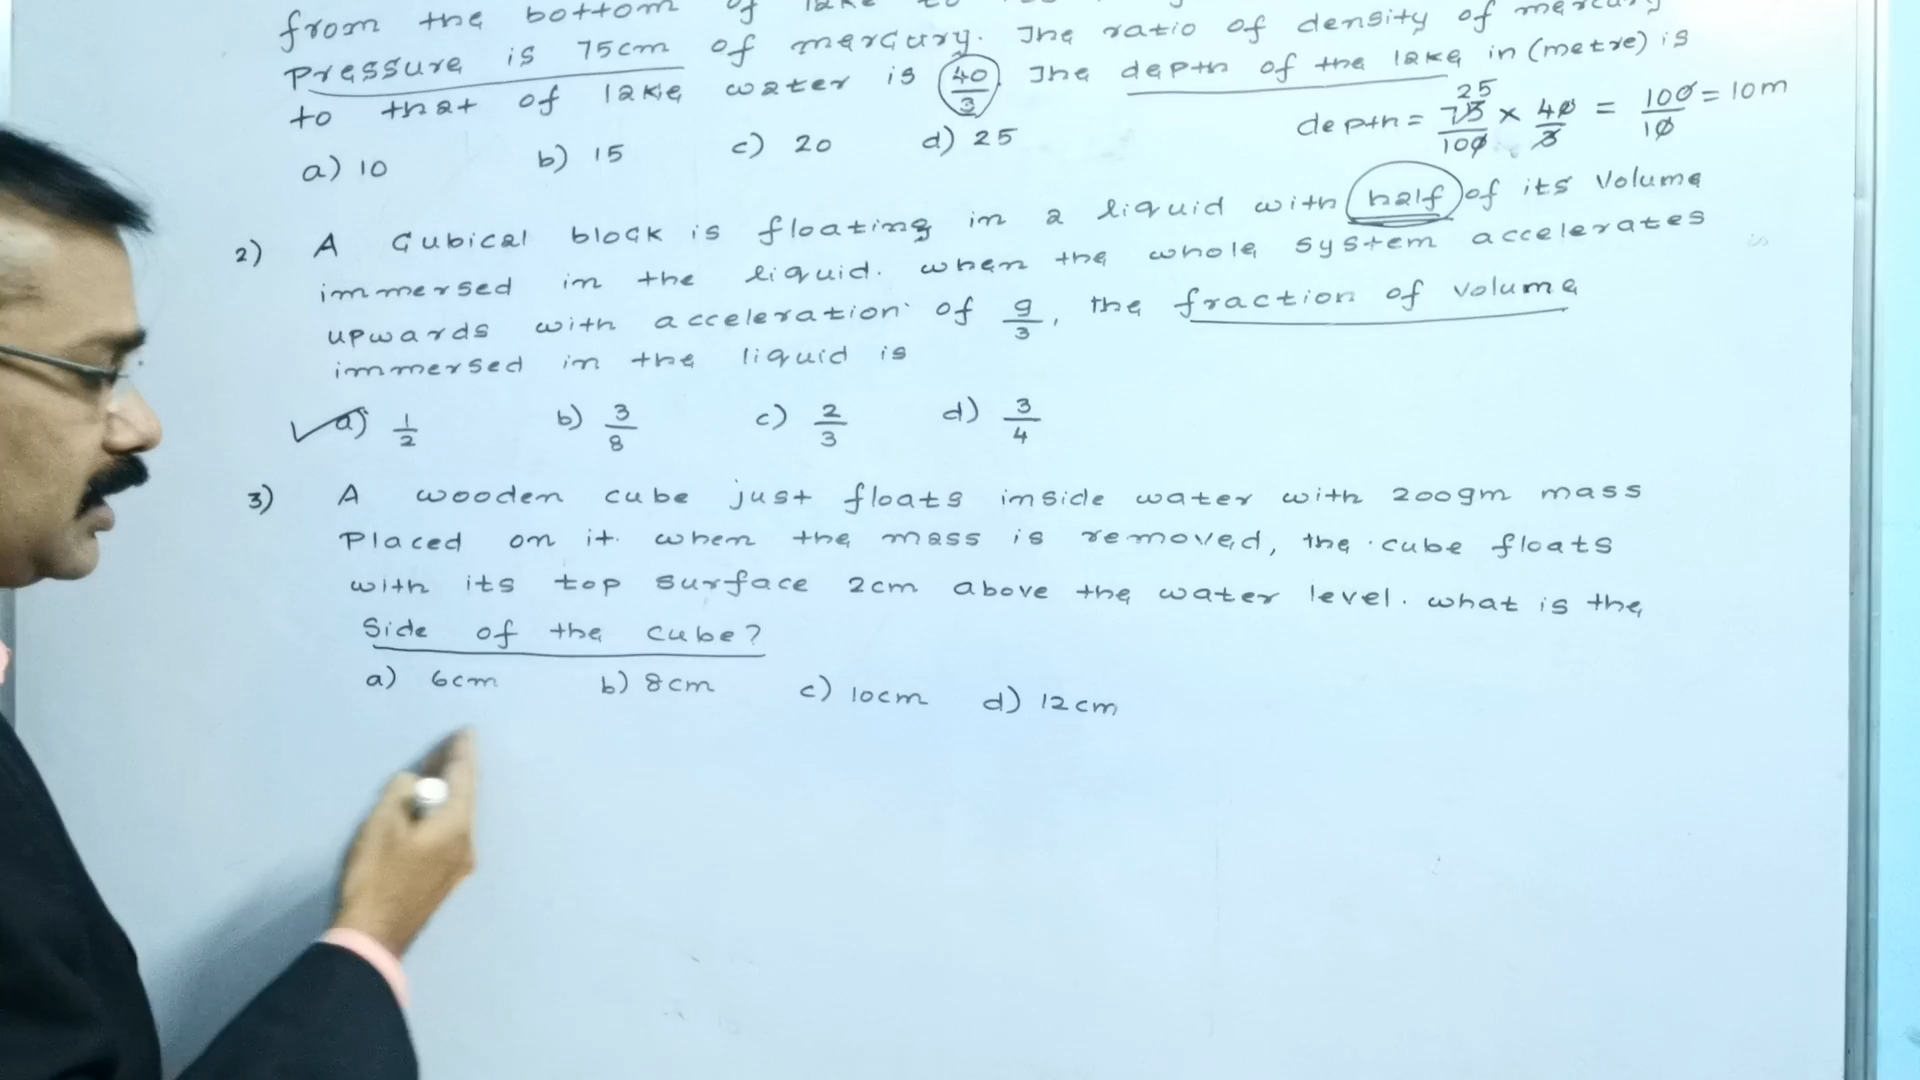 from the bottom of lake to
Pressure is 75cm of mercury. The ratio of density of mercury
to that of lake water is 40/3. The depth of the lake in (metre) is
a) 10 b) 15 c) 20 d) 25
depth = 75/100 × 40/3 = 100/10 = 10m
25
2) A Cubical block is floating in a liquid with half of its volume
immersed in the liquid. when the whole system accelerates
upwards with acceleration of g/3, the fraction of volume
immersed in the liquid is
a) 1/2 b) 3/8 c) 2/3 d) 3/4
3) A wooden cube just floats inside water with 200gm mass
Placed on it. when the mass is removed, the cube floats
with its top surface 2cm above the water level. what is the
Side of the cube?
a) 6cm b) 8cm c) 10cm d) 12cm